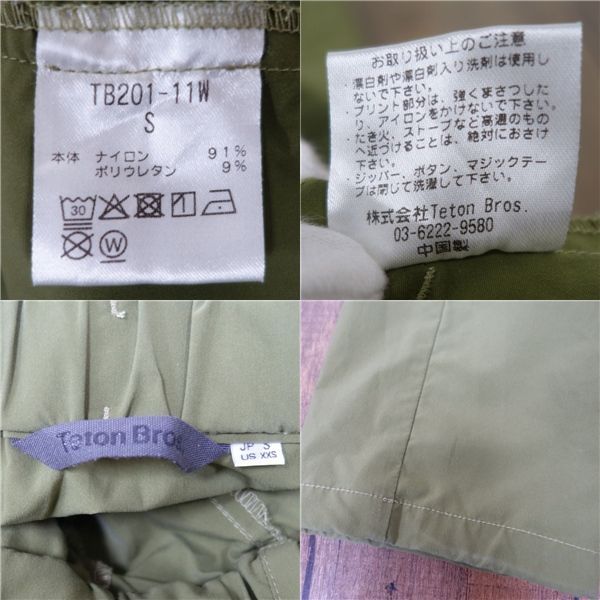 TB201-11W
S
本体 ナイロン 91%
ポリウレタン 9%
30
W
お取り扱い上のご注意
・漂白剤や漂白剤入り洗剤は使用し
ないで下さい。
・プリント部分は、強くまさつした
り、アイロンをかけないで下さい。
・たき火、ストーブなど高温のもの
へ近づけることは、絶対におさけ
下さい。
・ジッパー、ボタン、マジックテー
プは閉じて洗濯して下さい。
株式会社Teton Bros.
03-6222-9580
中国製
Teton Bros.
JP S
US XXS